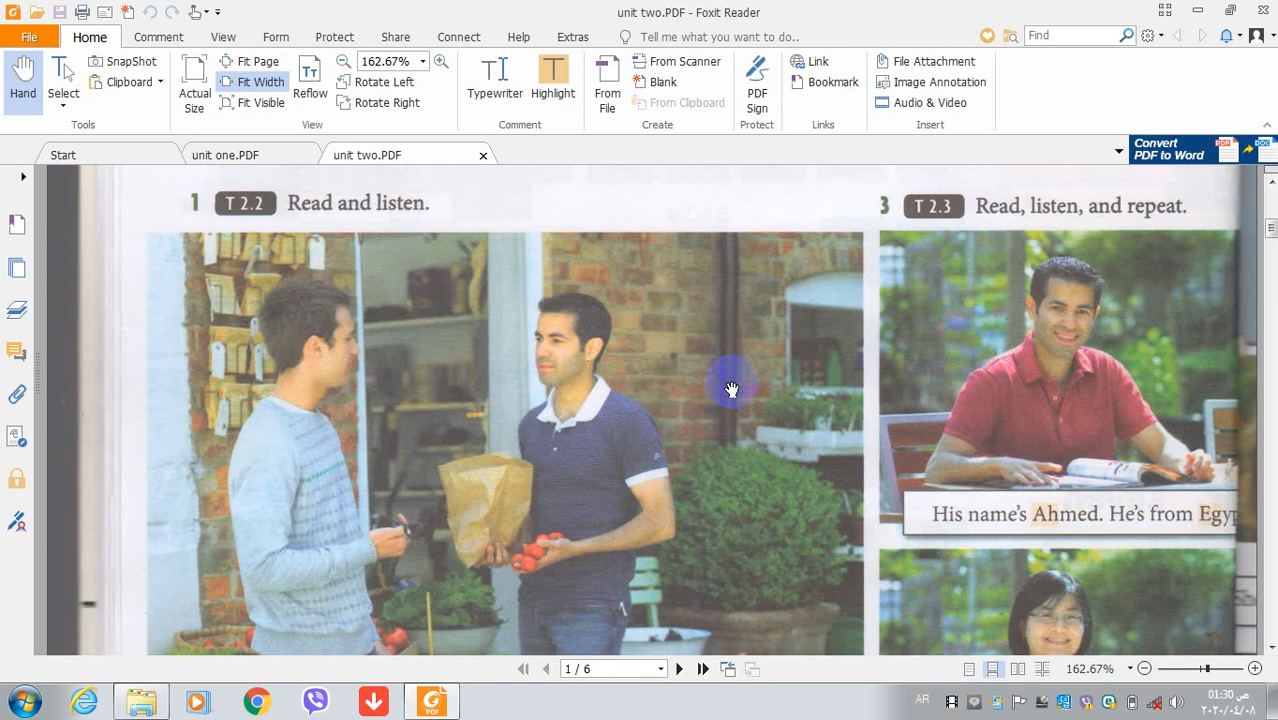 unit two.PDF - Foxit Reader
File Home Comment View Form Protect Share Connect Help Extras Tell me what you want to do.. Find
Hand
Select
SnapShot
Clipboard
Tools
Actual Size
Fit Page
Fit Width
Fit Visible
Reflow
162.67%
Rotate Left
Rotate Right
View
Typewriter
Highlight
Comment
From File
From Scanner
Blank
From Clipboard
Create
PDF Sign
Protect
Link
Bookmark
Links
File Attachment
Image Annotation
Audio & Video
Insert
Start unit one.PDF unit two.PDF
Convert
PDF to Word
1 T 2.2 Read and listen.
3 T 2.3 Read, listen, and repeat.
His name's Ahmed. He's from Egyp
1 / 6
162.67%
PDF
AR
01:30 ص
٢٠٢٠/٠٤/٠٨